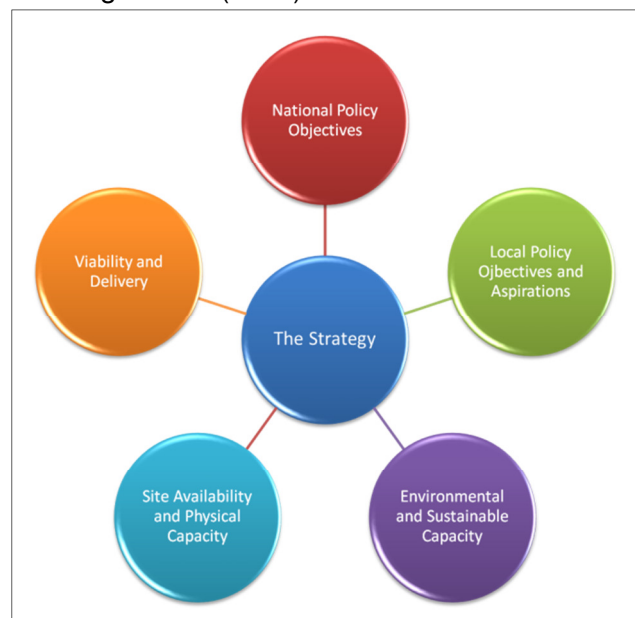 National Policy
Objectives
Viability and
Delivery
Local Policy
Ojbectives and
Aspirations
The Strategy
Site Availability
and Physical
Capacity
Environmental
and Sustainable
Capacity